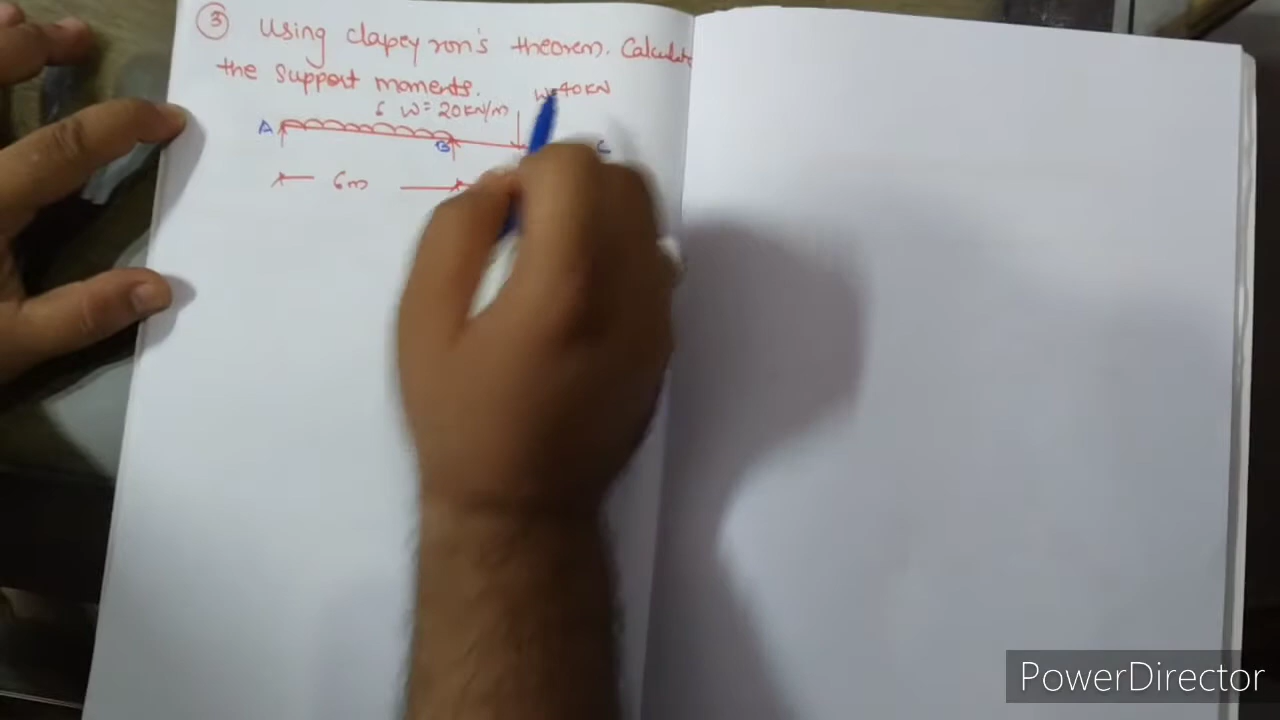 ③ Using clapeyron's theorem. Calculate
the support moments.
W=40KN
W=20KN/m
A
B
C
6m
PowerDirector